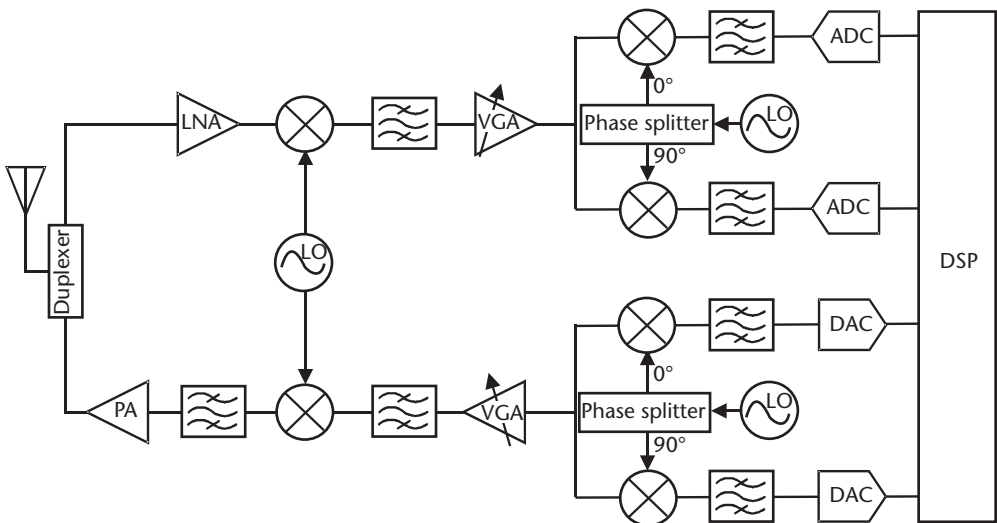 ADC
LO
0°
LNA
VGA
Phase splitter
90°
ADC
Duplexer
LO
DSP
DAC
0°
LO
PA
VGA
Phase splitter
90°
DAC